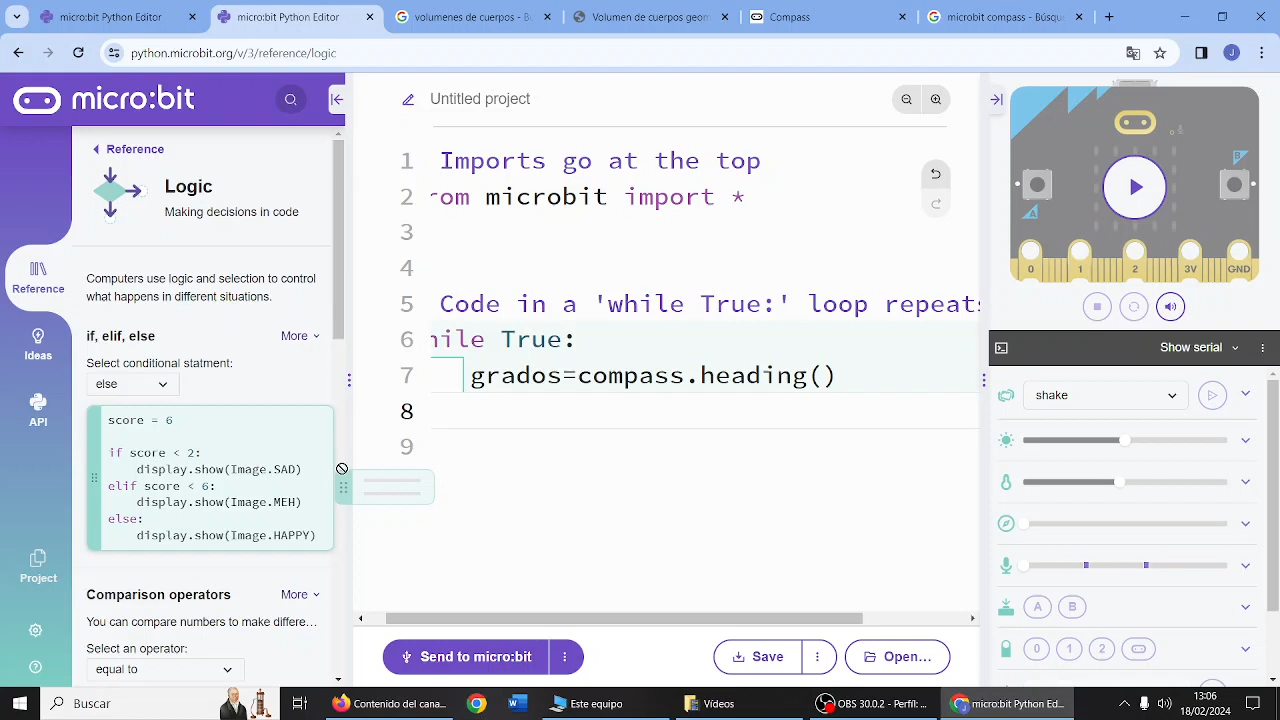 micro:bit Python Editor
micro:bit Python Editor
volumenes de cuerpos - B
Volumen de cuerpos geom
Compass
microbit compass - Búsqu
python.microbit.org/v/3/reference/logic
J
micro:bit
Reference
Logic
Making decisions in code
Computers use logic and selection to control
what happens in different situations.
if, elif, else
More
Select conditional statment:
else
score = 6
if score < 2:
display.show(Image.SAD)
elif score < 6:
display.show(Image.MEH)
else:
display.show(Image.HAPPY)
Comparison operators
More
You can compare numbers to make differe...
Select an operator:
equal to
Reference
Ideas
API
Project
Untitled project
1 Imports go at the top
2 rom microbit import *
3
4
5 Code in a 'while True:' loop repeats
6 hile True:
7 grados=compass.heading()
8
9
Send to micro:bit
Save
Open...
A
B
0 1 2 3V GND
Show serial
shake
A B
0 1 2
Buscar
Contenido del cana...
Este equipo
Vídeos
OBS 30.0.2 - Perfil: ...
micro:bit Python Ed...
13:06
18/02/2024